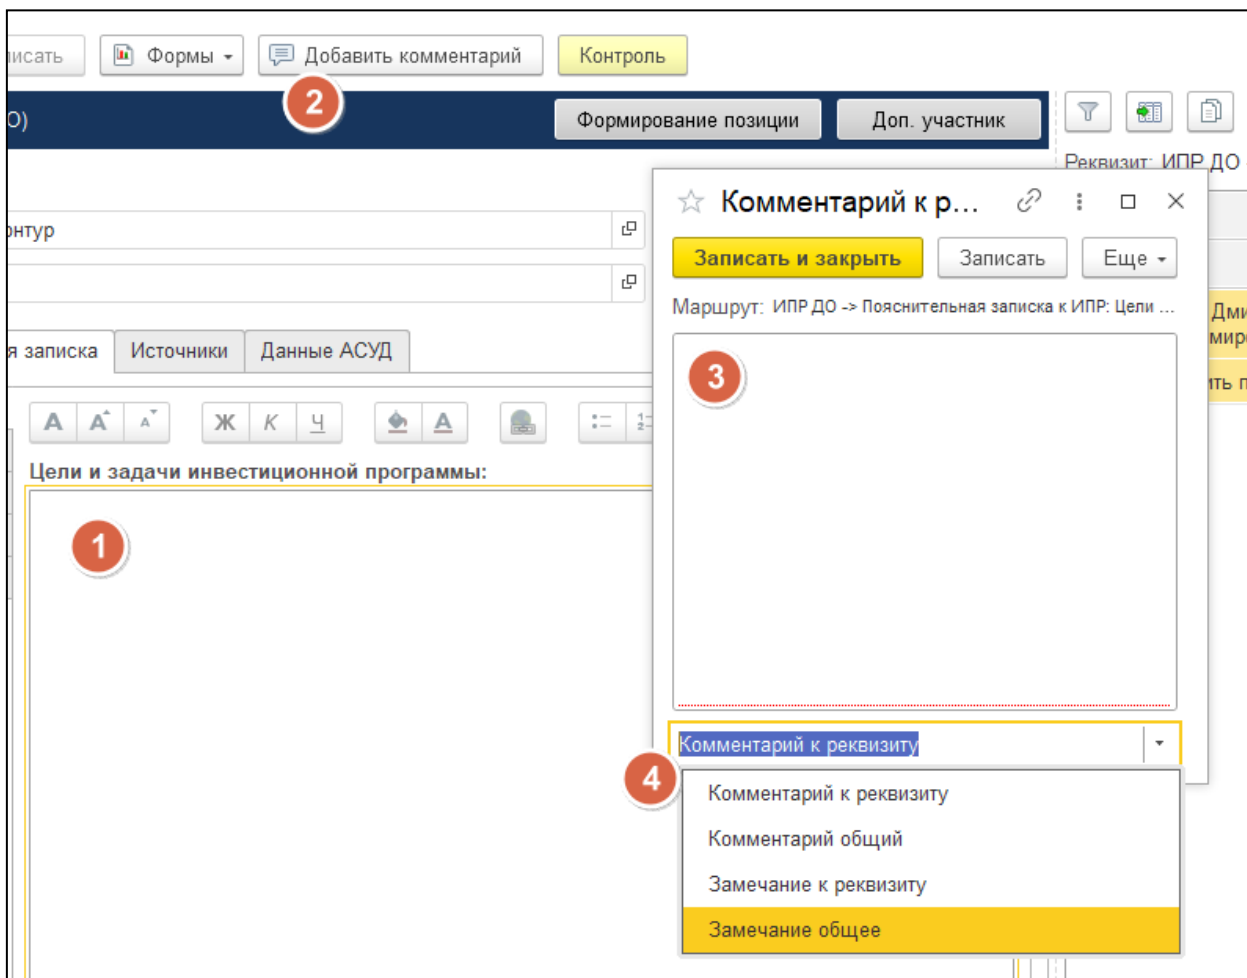 Формы
Добавить комментарий
Контроль
2
Формирование позиции
Доп. участник
Реквизит: ИПР ДО
Комментарий к р...
Записать и закрыть
Записать
Еще
Маршрут: ИПР ДО -> Пояснительная записка к ИПР: Цели ...
записка
Источники
Данные АСУД
3
А А А Ж К Ч А
Цели и задачи инвестиционной программы:
1
Комментарий к реквизиту
4
Комментарий к реквизиту
Комментарий общий
Замечание к реквизиту
Замечание общее